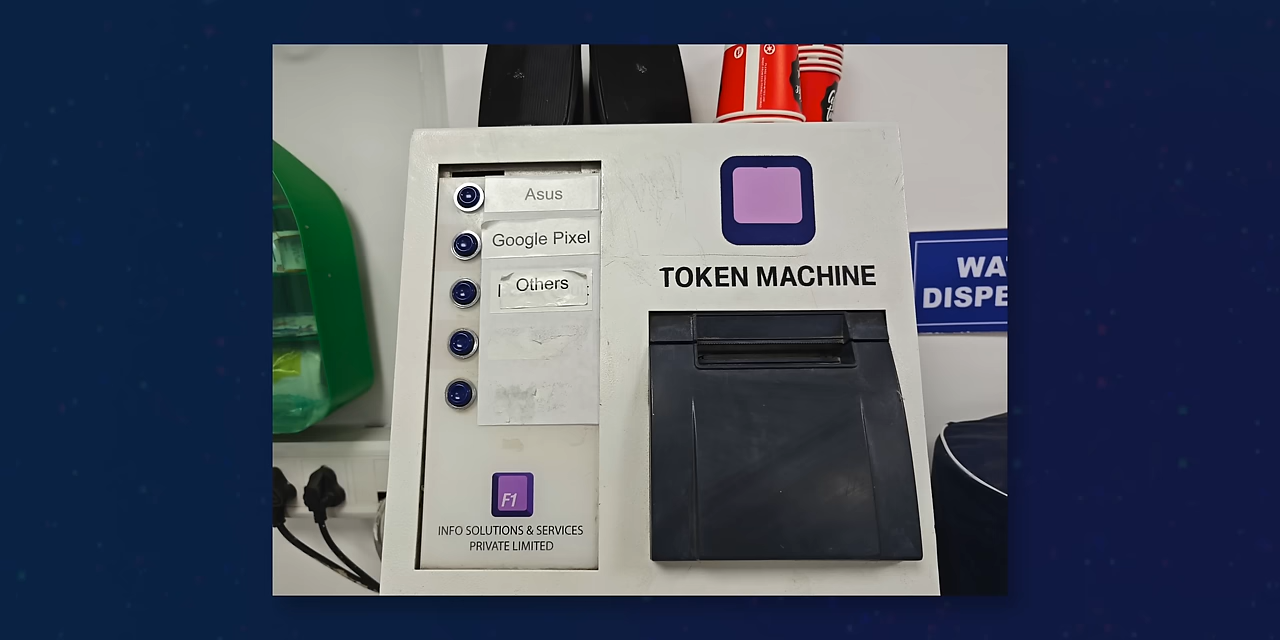 Asus
Google Pixel
Others
TOKEN MACHINE
WA
DISPE
F1
INFO SOLUTIONS & SERVICES
PRIVATE LIMITED